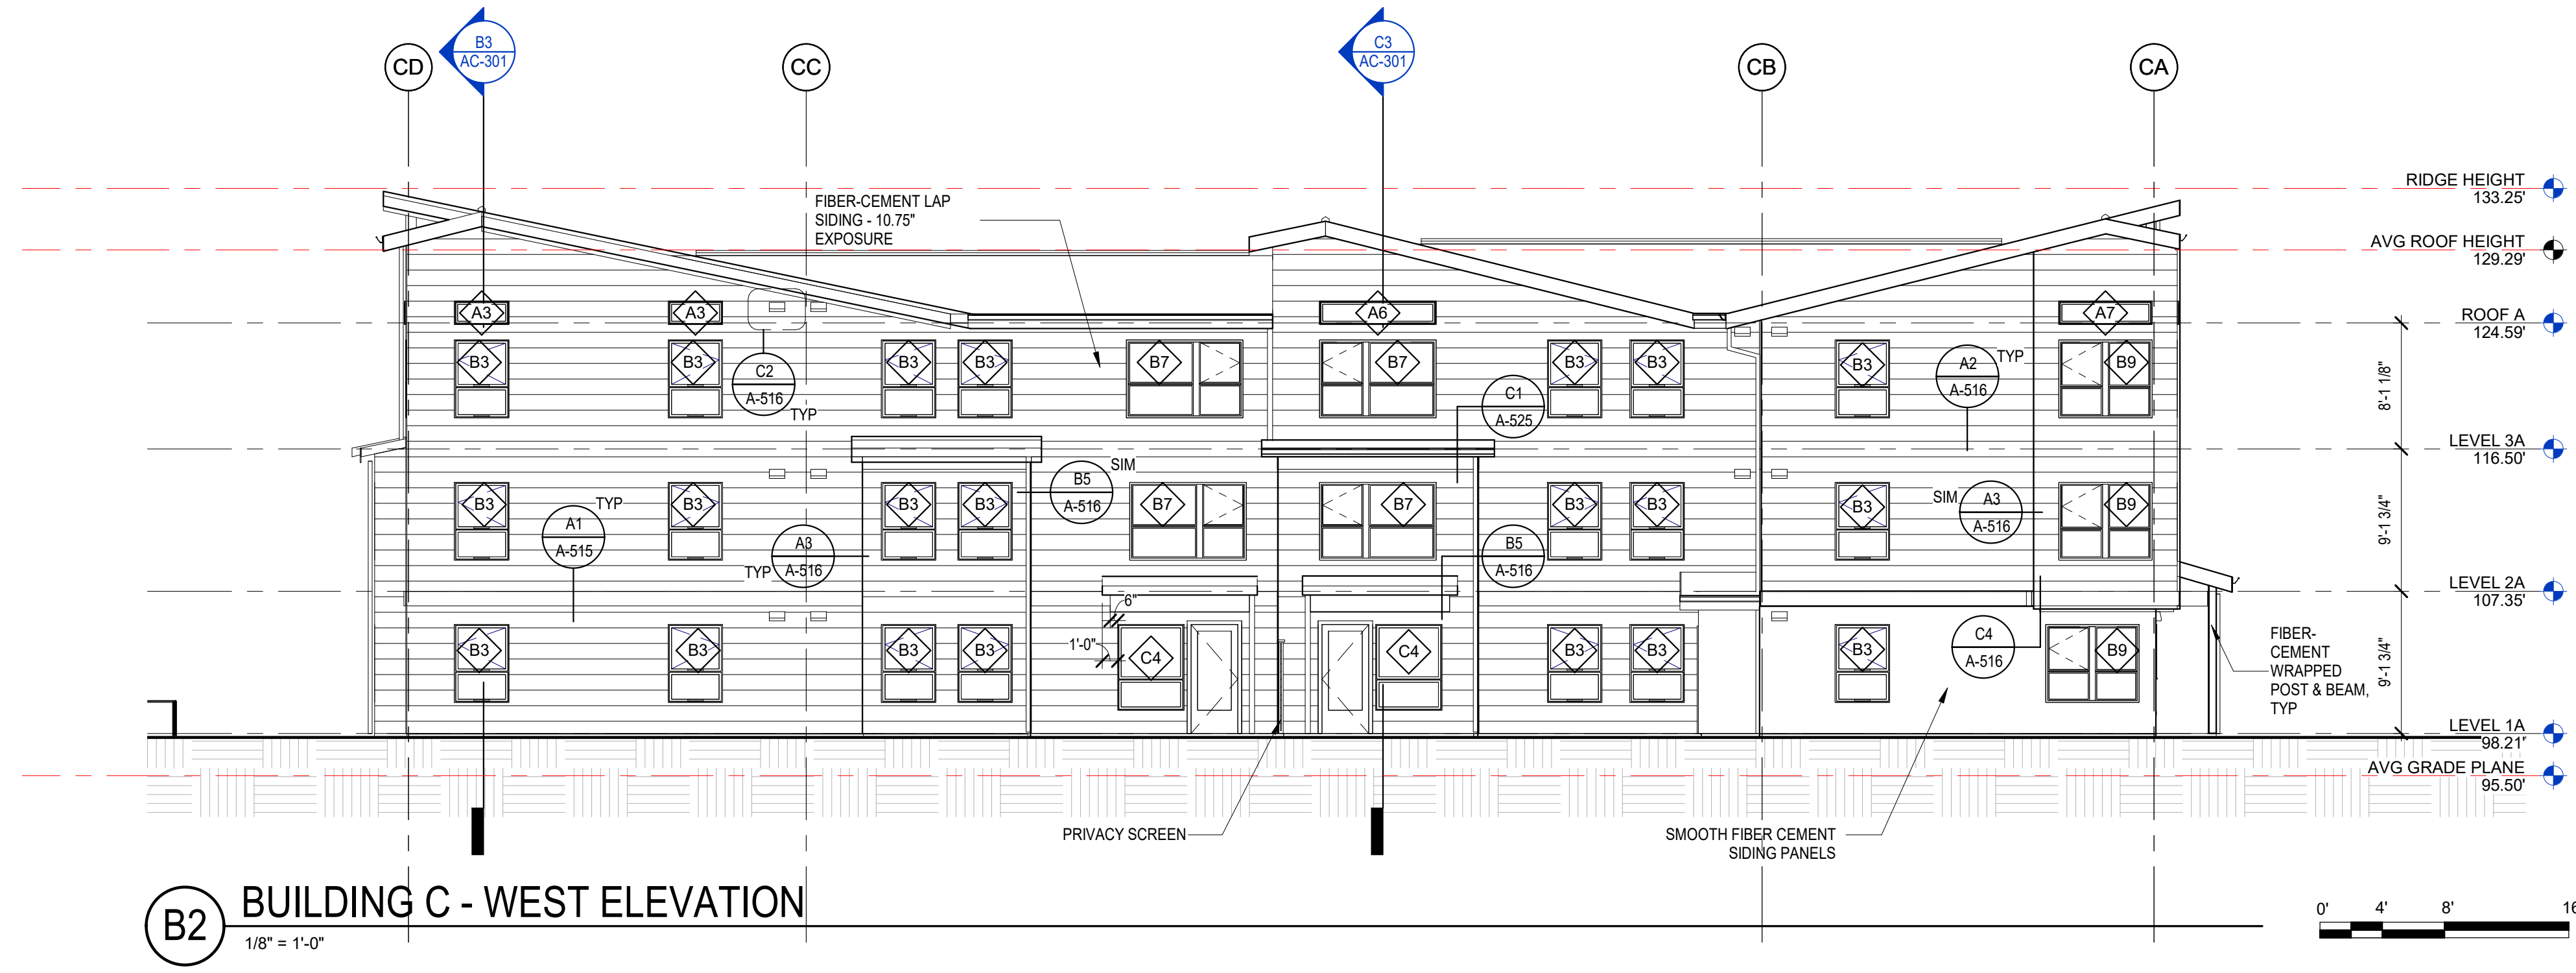 B3
AC-301
C3
AC-301
CD
CC
CB
CA
RIDGE HEIGHT
133.25'
FIBER-CEMENT LAP
SIDING - 10.75"
EXPOSURE
AVG ROOF HEIGHT
129.29'
A3
A3
A6
A7
ROOF A
124.59'
B3
B3
B3
B3
B7
B7
B3
B3
B3
B9
C2
A-516
TYP
C1
A-525
A2
A-516
TYP
8'-1 1/8"
LEVEL 3A
116.50'
B3
B3
B3
B3
B7
B7
B3
B3
B3
B9
A1
A-515
TYP
A3
A-516
TYP
B5
A-516
SIM
B5
A-516
SIM
A3
A-516
9'-1 3/4"
LEVEL 2A
107.35'
6"
1'-0"
B3
B3
B3
B3
C4
C4
B3
B3
B3
B9
C4
A-516
FIBER-
CEMENT
WRAPPED
POST & BEAM,
TYP
9'-1 3/4"
LEVEL 1A
98.21'
AVG GRADE PLANE
95.50'
PRIVACY SCREEN
SMOOTH FIBER CEMENT
SIDING PANELS
B2
BUILDING C - WEST ELEVATION
1/8" = 1'-0"
0' 4' 8' 16